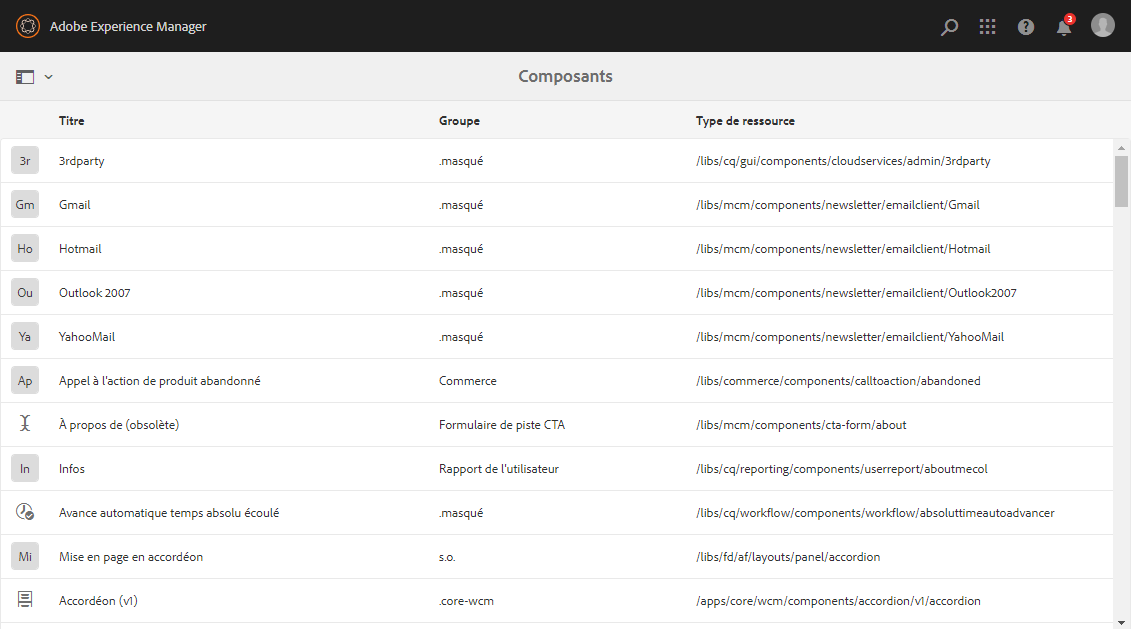 Adobe Experience Manager
3
Composants
Titre Groupe Type de ressource
3r 3rdparty .masqué /libs/cq/gui/components/cloudservices/admin/3rdparty
Gm Gmail .masqué /libs/mcm/components/newsletter/emailclient/Gmail
Ho Hotmail .masqué /libs/mcm/components/newsletter/emailclient/Hotmail
Ou Outlook 2007 .masqué /libs/mcm/components/newsletter/emailclient/Outlook2007
Ya YahooMail .masqué /libs/mcm/components/newsletter/emailclient/YahooMail
Ap Appel à l'action de produit abandonné Commerce /libs/commerce/components/calltoaction/abandoned
À propos de (obsolète) Formulaire de piste CTA /libs/mcm/components/cta-form/about
In Infos Rapport de l'utilisateur /libs/cq/reporting/components/userreport/aboutmecol
Avance automatique temps absolu écoulé .masqué /libs/cq/workflow/components/workflow/absoluttimeautoadvancer
Mi Mise en page en accordéon s.o. /libs/fd/af/layouts/panel/accordion
Accordéon (v1) .core-wcm /apps/core/wcm/components/accordion/v1/accordion